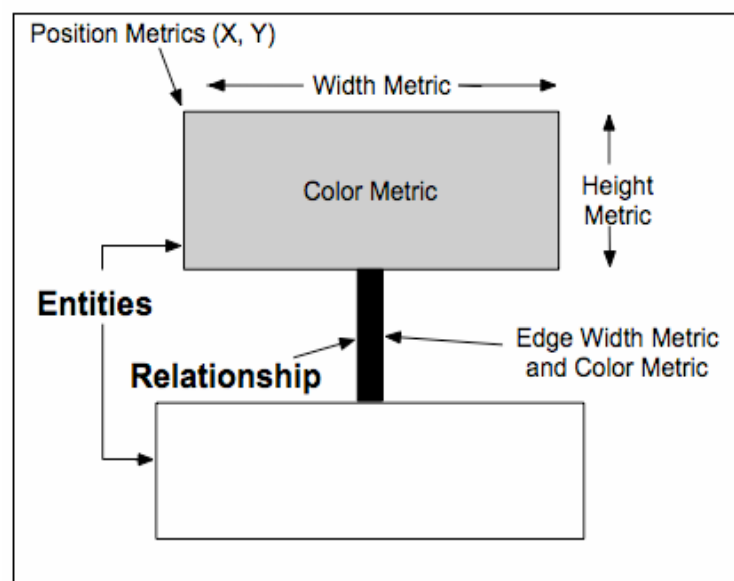 Position Metrics (X, Y)
Width Metric
Color Metric
Height
Metric
Entities
Relationship
Edge Width Metric
and Color Metric